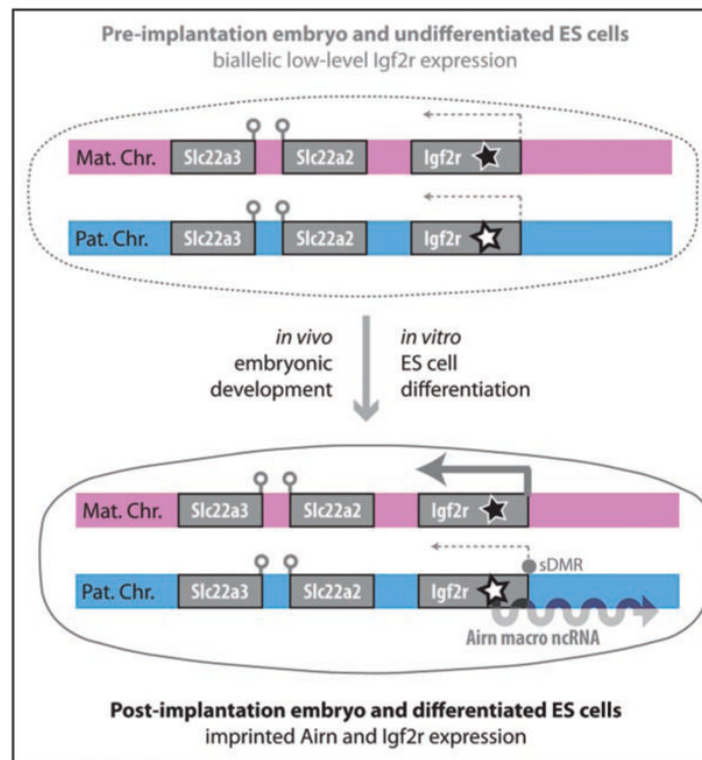 Pre-implantation embryo and undifferentiated ES cells
biallelic low-level Igf2r expression
Mat. Chr. Slc22a3 Slc22a2 Igf2r
Pat. Chr. Slc22a3 Slc22a2 Igf2r
in vivo in vitro
embryonic ES cell
development differentiation
Mat. Chr. Slc22a3 Slc22a2 Igf2r
sDMR
Pat. Chr. Slc22a3 Slc22a2 Igf2r
Airn macro ncRNA
Post-implantation embryo and differentiated ES cells
imprinted Airn and Igf2r expression